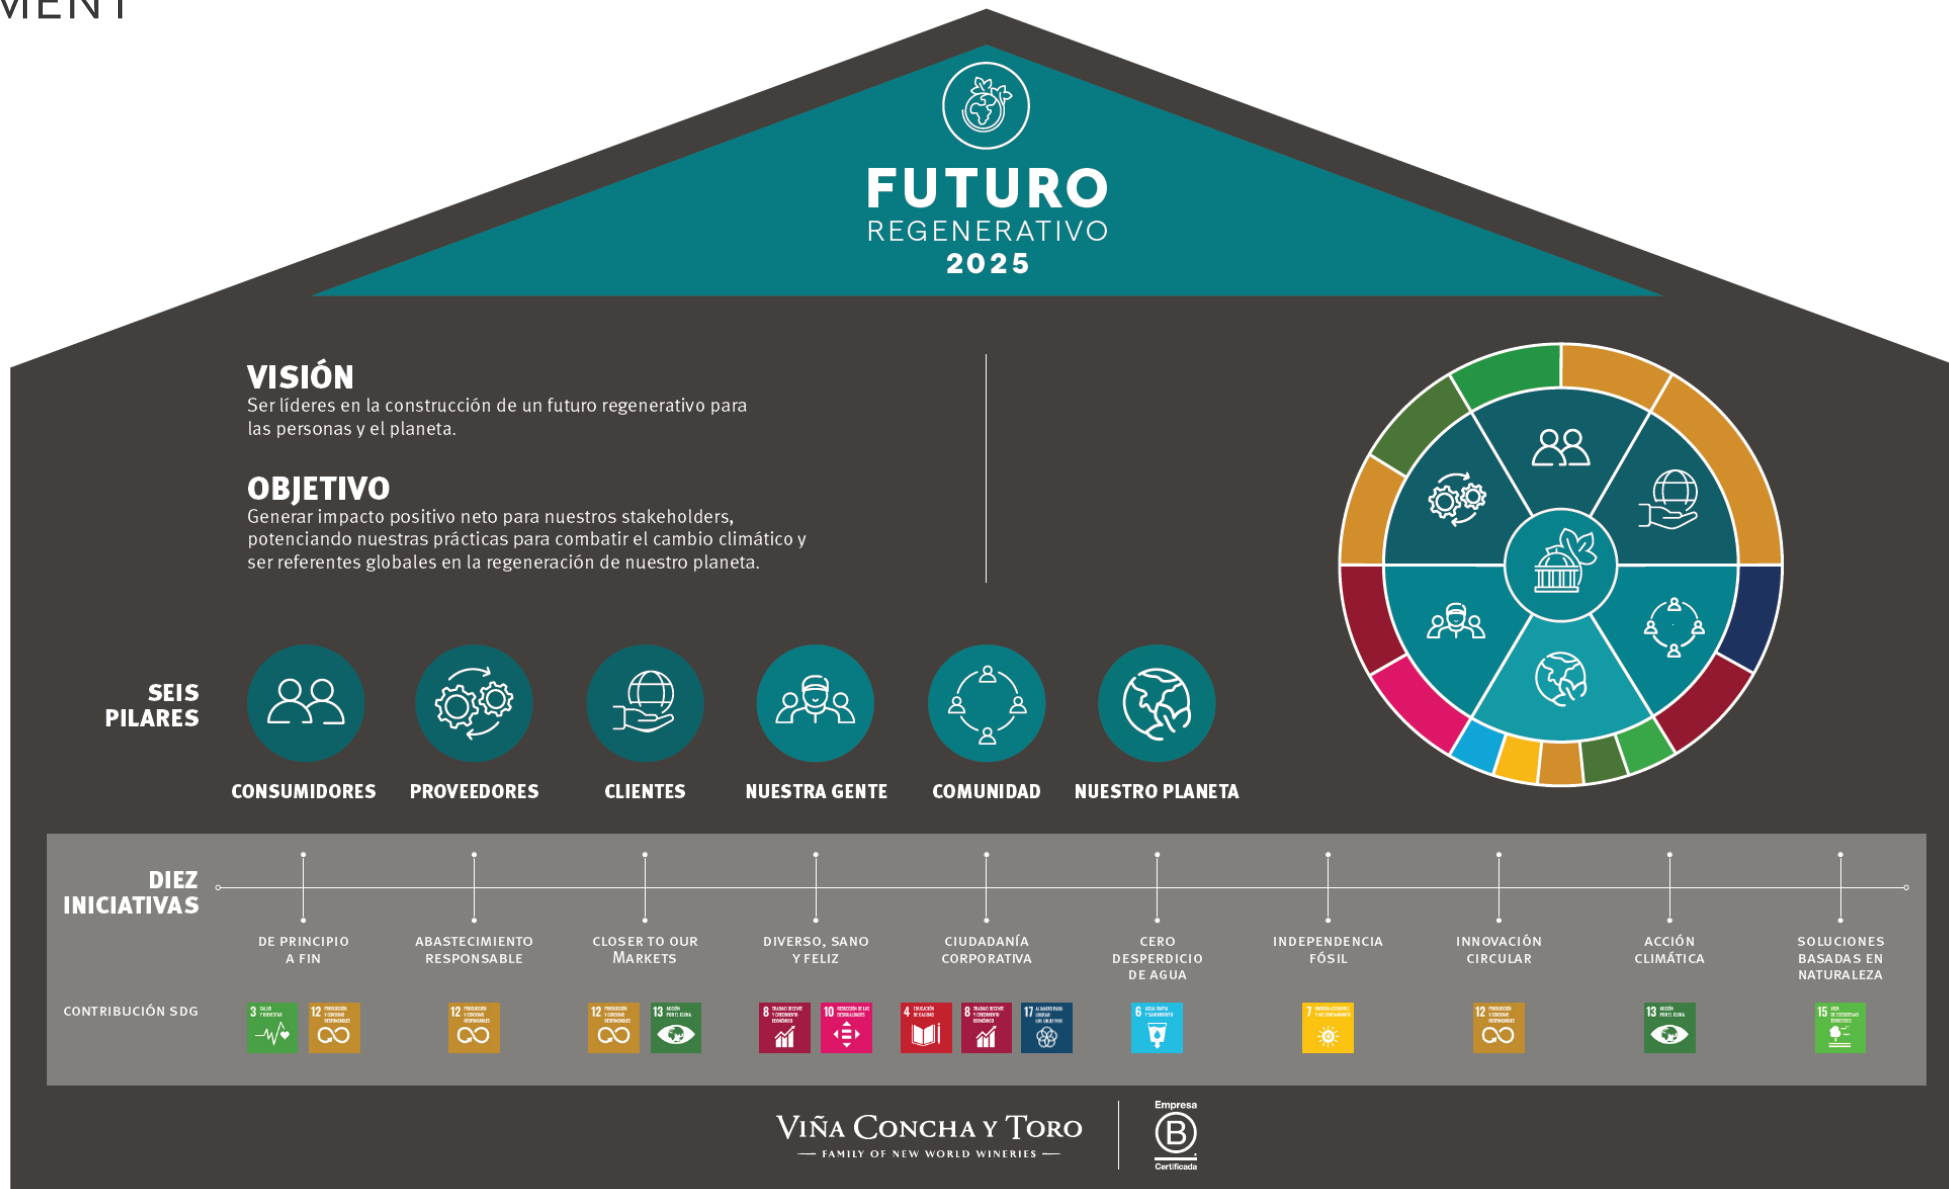 MENT
FUTURO
REGENERATIVO
2025
VISIÓN
Ser líderes en la construcción de un futuro regenerativo para
las personas y el planeta.
OBJETIVO
Generar impacto positivo neto para nuestros stakeholders,
potenciando nuestras prácticas para combatir el cambio climático y
ser referentes globales en la regeneración de nuestro planeta.
SEIS
PILARES
CONSUMIDORES
PROVEEDORES
CLIENTES
NUESTRA GENTE
COMUNIDAD
NUESTRO PLANETA
DIEZ
INICIATIVAS
DE PRINCIPIO
A FIN
ABASTECIMIENTO
RESPONSABLE
CLOSER TO OUR
MARKETS
DIVERSO, SANO
Y FELIZ
CIUDADANÍA
CORPORATIVA
CERO
DESPERDICIO
DE AGUA
INDEPENDENCIA
FÓSIL
INNOVACIÓN
CIRCULAR
ACCIÓN
CLIMÁTICA
SOLUCIONES
BASADAS EN
NATURALEZA
CONTRIBUCIÓN SDG
3
12
12
12
13
8
10
4
8
17
6
7
12
13
15
VIÑA CONCHA Y TORO
FAMILY OF NEW WORLD WINERIES
Empresa
B
Certificada